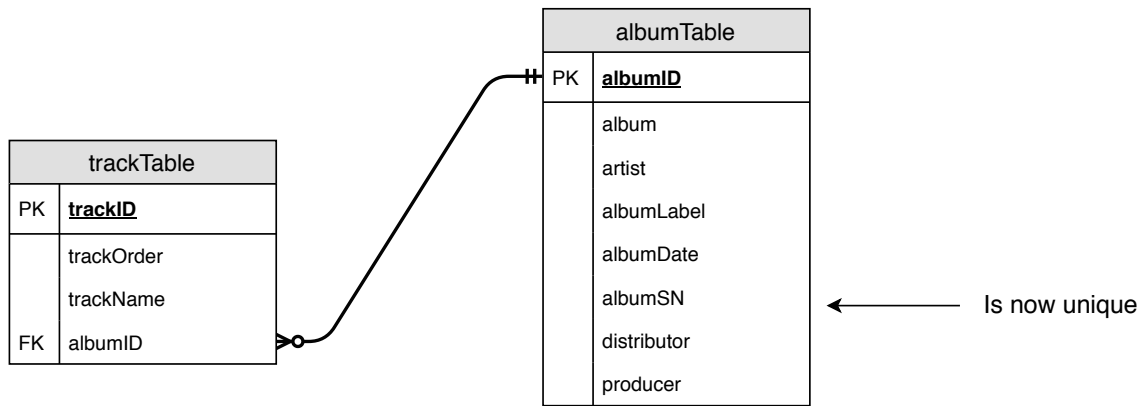 albumTable
PK albumID
album
artist
albumLabel
albumDate
albumSN
distributor
producer
trackTable
PK trackID
trackOrder
trackName
FK albumID
Is now unique